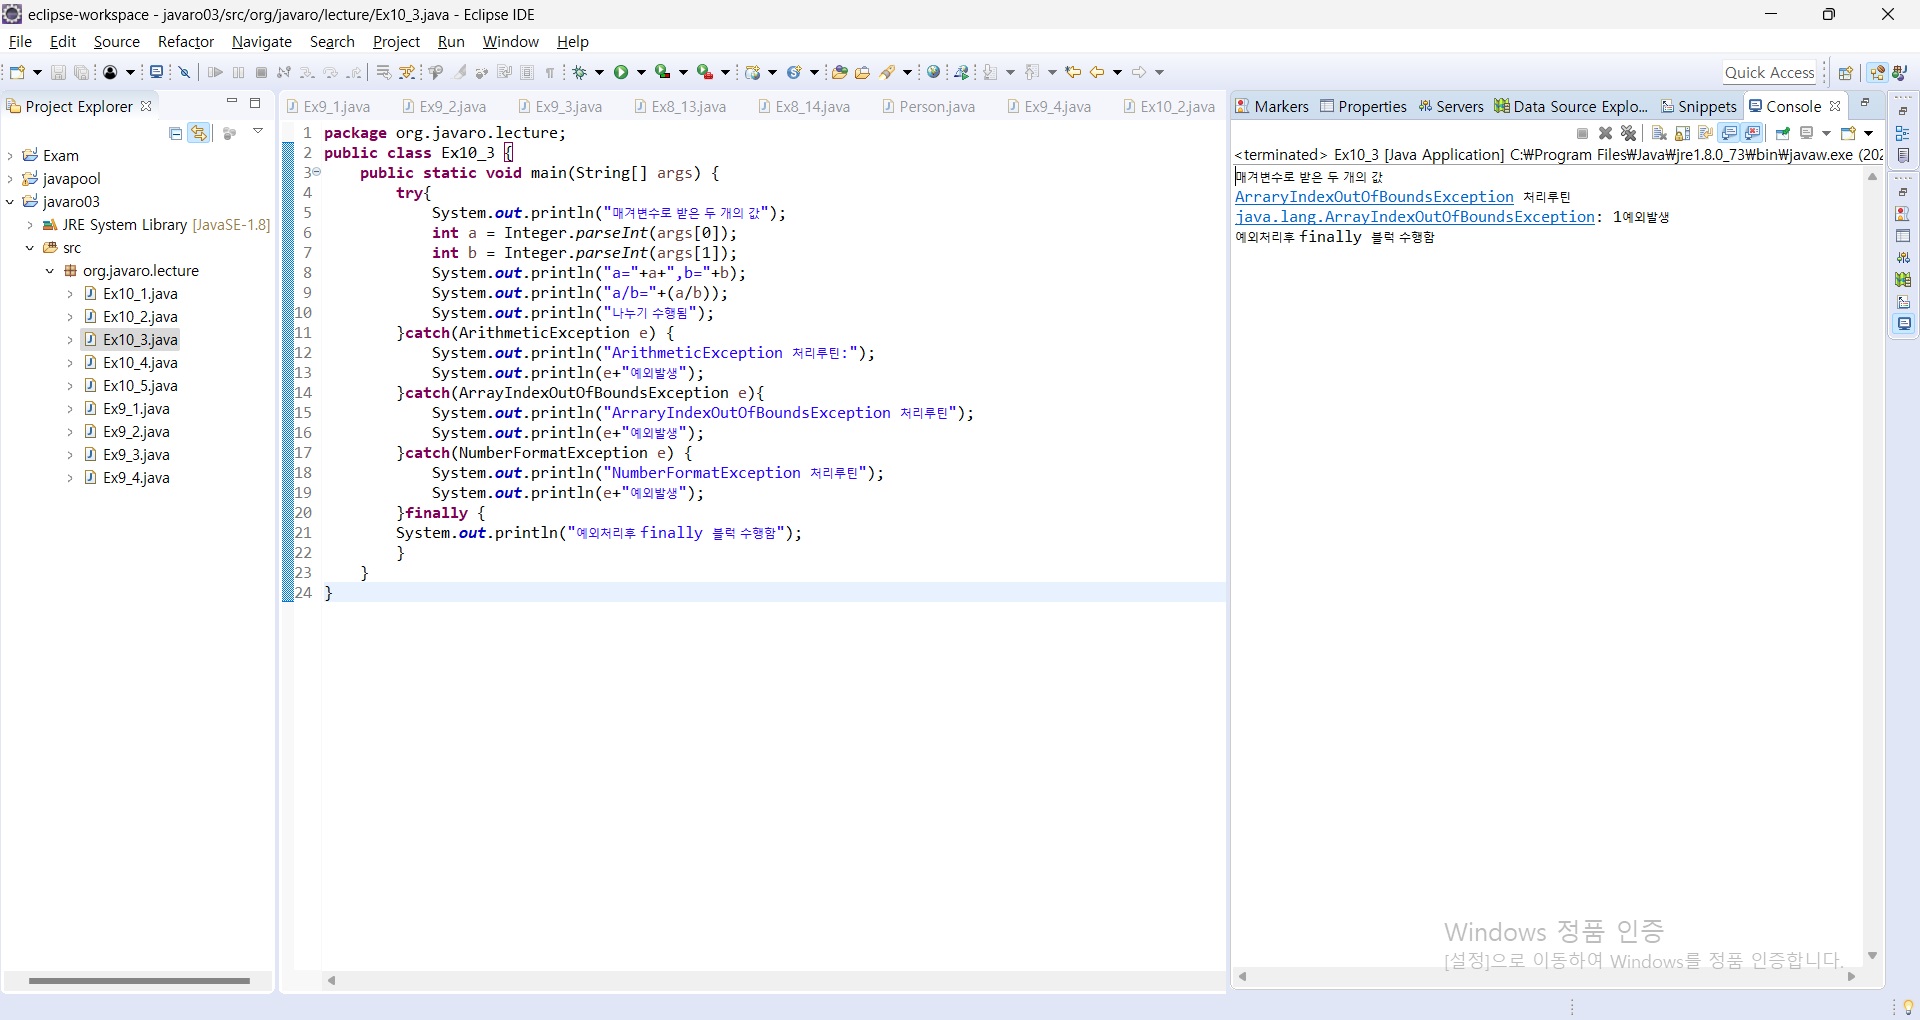 eclipse-workspace - javaro03/src/org/javaro/lecture/Ex10_3.java - Eclipse IDE
File Edit Source Refactor Navigate Search Project Run Window Help
Quick Access
Project Explorer
Exam
javapool
javaro03
JRE System Library [JavaSE-1.8]
src
org.javaro.lecture
Ex10_1.java
Ex10_2.java
Ex10_3.java
Ex10_4.java
Ex10_5.java
Ex9_1.java
Ex9_2.java
Ex9_3.java
Ex9_4.java
Ex9_1.java Ex9_2.java Ex9_3.java Ex8_13.java Ex8_14.java Person.java Ex9_4.java Ex10_2.java
1 package org.javaro.lecture;
2 public class Ex10_3 {
3 public static void main(String[] args) {
4 try{
5 System.out.println("매겨변수로 받은 두 개의 값");
6 int a = Integer.parseInt(args[0]);
7 int b = Integer.parseInt(args[1]);
8 System.out.println("a="+a+",b="+b);
9 System.out.println("a/b="+(a/b));
10 System.out.println("나누기 수행됨");
11 }catch(ArithmeticException e) {
12 System.out.println("ArithmeticException 처리루틴:");
13 System.out.println(e+"예외발생");
14 }catch(ArrayIndexOutOfBoundsException e){
15 System.out.println("ArraryIndexOutOfBoundsException 처리루틴");
16 System.out.println(e+"예외발생");
17 }catch(NumberFormatException e) {
18 System.out.println("NumberFormatException 처리루틴");
19 System.out.println(e+"예외발생");
20 }finally {
21 System.out.println("예외처리후 finally 블럭 수행함");
22 }
23 }
24 }
Markers Properties Servers Data Source Explo... Snippets Console
<terminated> Ex10_3 [Java Application] C:₩Program Files₩Java₩jre1.8.0_73₩bin₩javaw.exe (202
매겨변수로 받은 두 개의 값
ArraryIndexOutOfBoundsException 처리루틴
java.lang.ArrayIndexOutOfBoundsException: 1예외발생
예외처리후 finally 블럭 수행함
Windows 정품 인증
[설정]으로 이동하여 Windows를 정품 인증합니다.